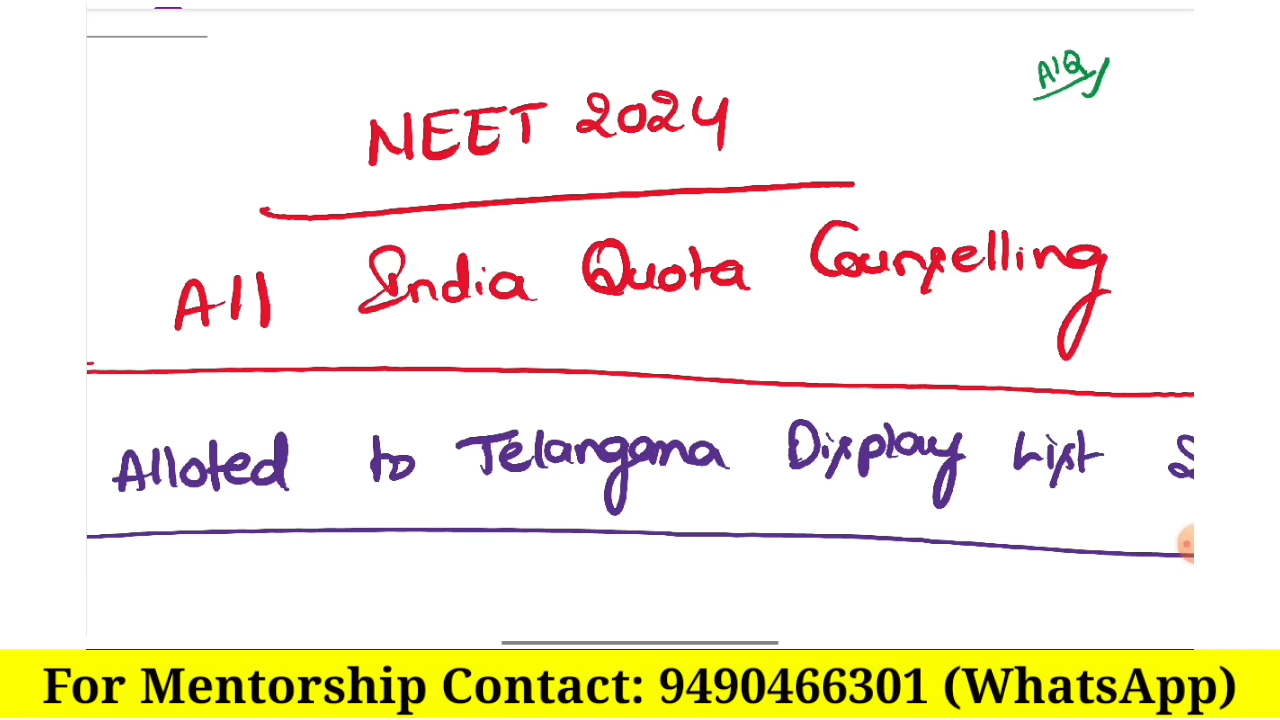 AIQ
NEET 2024
All India Quota Counselling
Alloted to Telangana Display List
For Mentorship Contact: 9490466301 (WhatsApp)